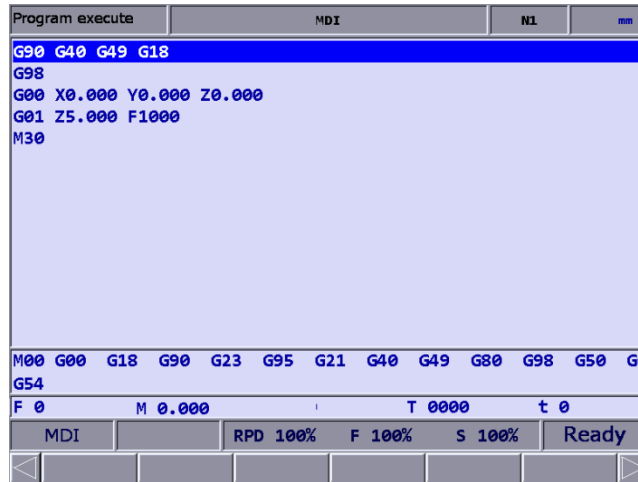 Program execute MDI N1 mm
G90 G40 G49 G18
G98
G00 X0.000 Y0.000 Z0.000
G01 Z5.000 F1000
M30
M00 G00 G18 G90 G23 G95 G21 G40 G49 G80 G98 G50 G
G54
F 0 M 0.000 T 0000 t 0
MDI RPD 100% F 100% S 100% Ready